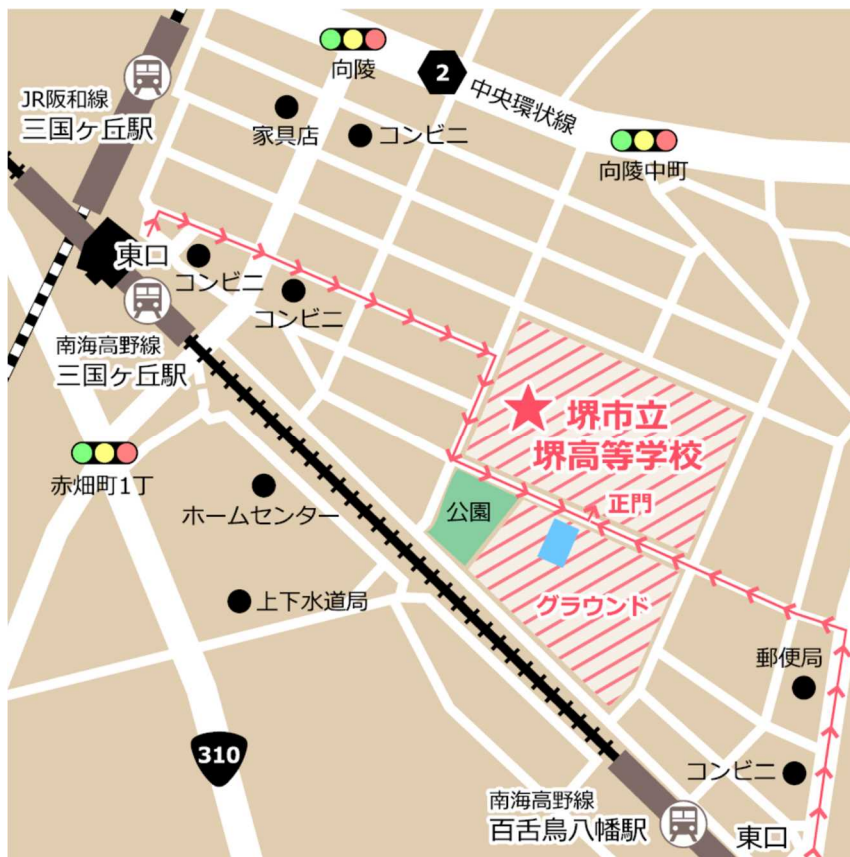 向陵
2
中央環状線
JR阪和線
三国ヶ丘駅
家具店
コンビニ
向陵中町
東口
コンビニ
コンビニ
南海高野線
三国ヶ丘駅
堺市立
堺高等学校
赤畑町1丁
ホームセンター
公園
正門
上下水道局
グラウンド
郵便局
310
コンビニ
南海高野線
百舌鳥八幡駅
東口